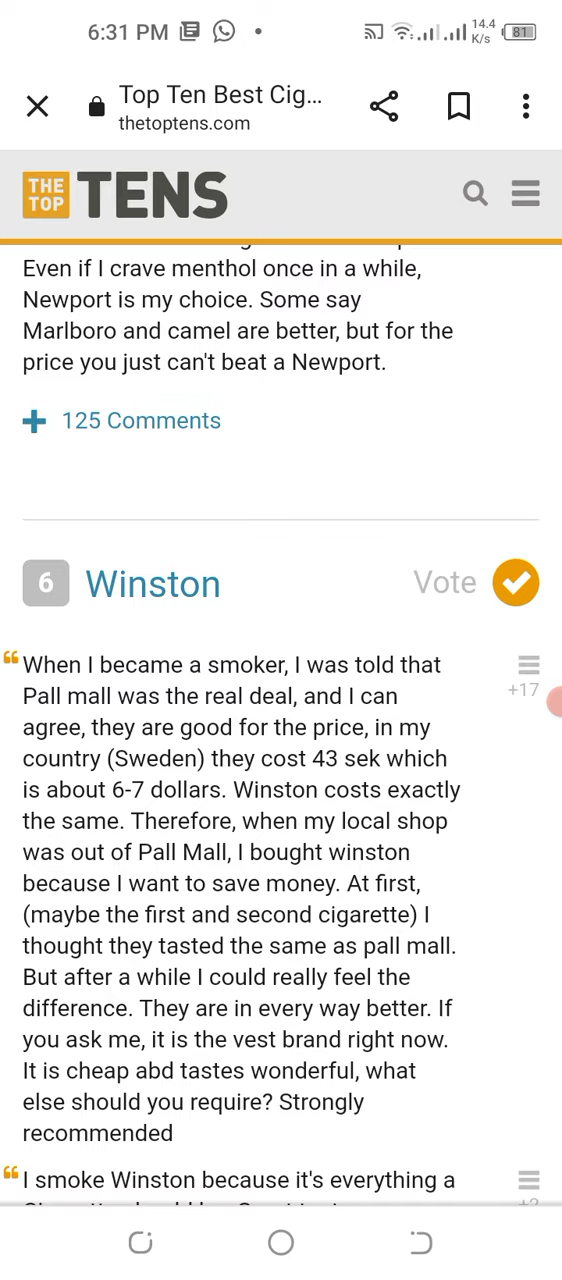 6:31 PM 14.4 K/s 81
Top Ten Best Cig...
thetoptens.com
THE TOP TENS
Even if I crave menthol once in a while,
Newport is my choice. Some say
Marlboro and camel are better, but for the
price you just can't beat a Newport.
+ 125 Comments
6 Winston Vote
“ When I became a smoker, I was told that
Pall mall was the real deal, and I can
+17
agree, they are good for the price, in my
country (Sweden) they cost 43 sek which
is about 6-7 dollars. Winston costs exactly
the same. Therefore, when my local shop
was out of Pall Mall, I bought winston
because I want to save money. At first,
(maybe the first and second cigarette) I
thought they tasted the same as pall mall.
But after a while I could really feel the
difference. They are in every way better. If
you ask me, it is the vest brand right now.
It is cheap abd tastes wonderful, what
else should you require? Strongly
recommended
“ I smoke Winston because it's everything a